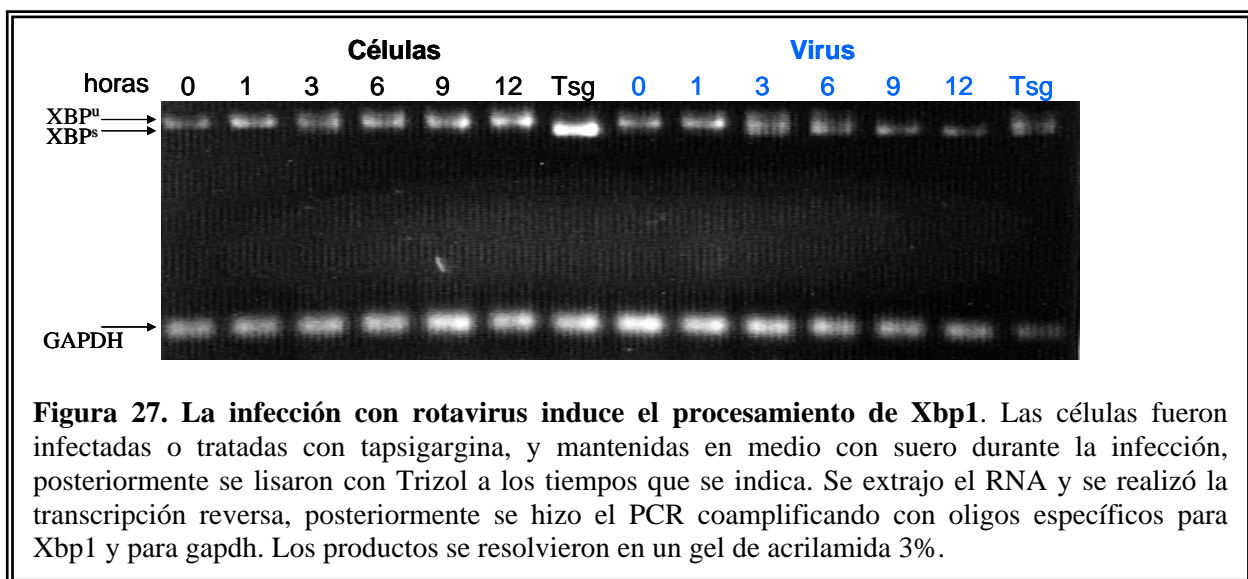 Células Virus
horas 0 1 3 6 9 12 Tsg 0 1 3 6 9 12 Tsg
XBPᵘ
XBPˢ
GAPDH
Figura 27. La infección con rotavirus induce el procesamiento de Xbp1. Las células fueron
infectadas o tratadas con tapsigargina, y mantenidas en medio con suero durante la infección,
posteriormente se lisaron con Trizol a los tiempos que se indica. Se extrajo el RNA y se realizó la
transcripción reversa, posteriormente se hizo el PCR coamplificando con oligos específicos para
Xbp1 y para gapdh. Los productos se resolvieron en un gel de acrilamida 3%.